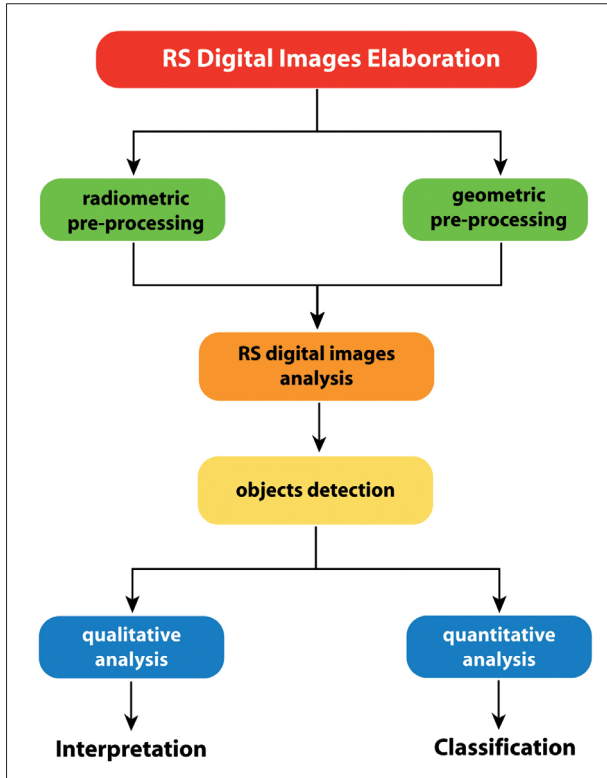 RS Digital Images Elaboration
radiometric
pre-processing
geometric
pre-processing
RS digital images
analysis
objects detection
qualitative
analysis
quantitative
analysis
Interpretation
Classification